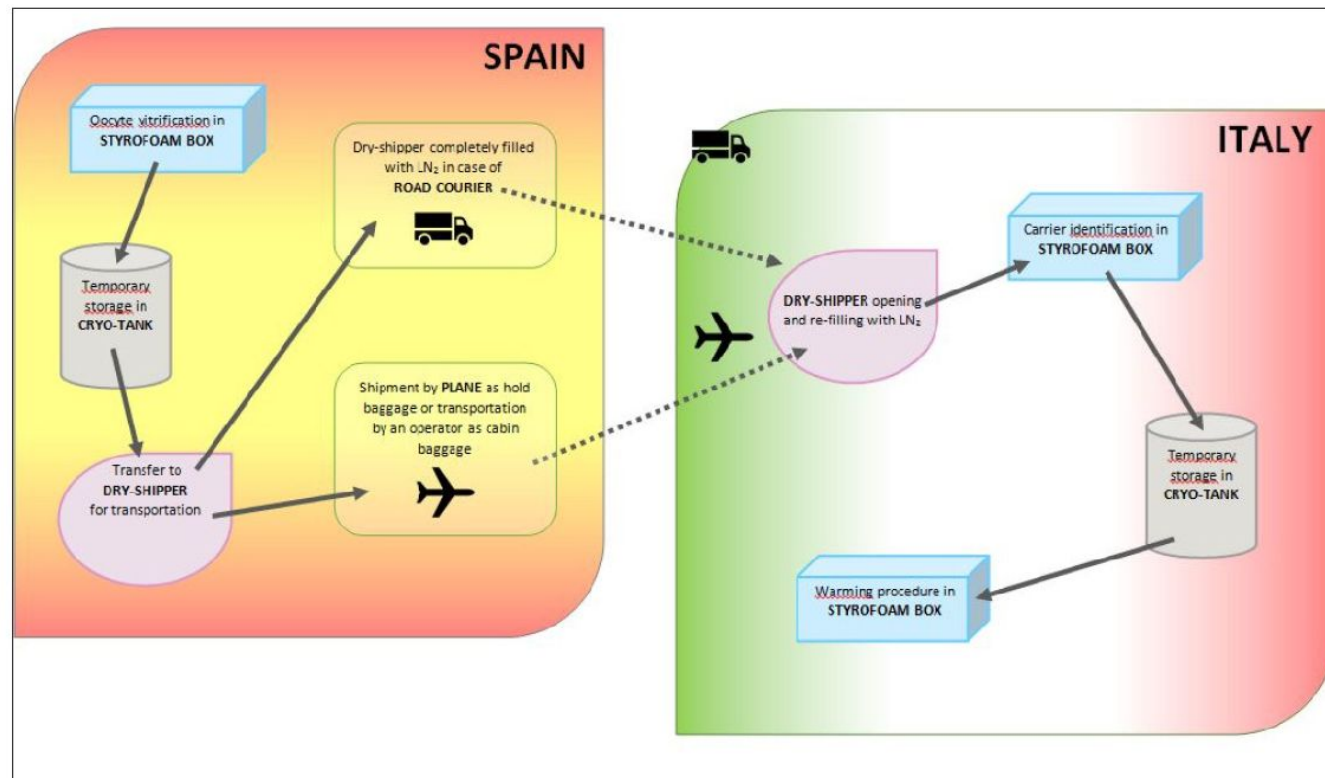 SPAIN
Oocyte vitrification in
STYROFOAM BOX
Temporary
storage in
CRYO-TANK
Transfer to
DRY-SHIPPER
for transportation
Dry-shipper completely filled
with LN₂ in case of
ROAD COURIER
Shipment by PLANE as hold
baggage or transportation
by an operator as cabin
baggage
ITALY
DRY-SHIPPER opening
and re-filling with LN₂
Carrier identification in
STYROFOAM BOX
Temporary
storage in
CRYO-TANK
Warming procedure in
STYROFOAM BOX